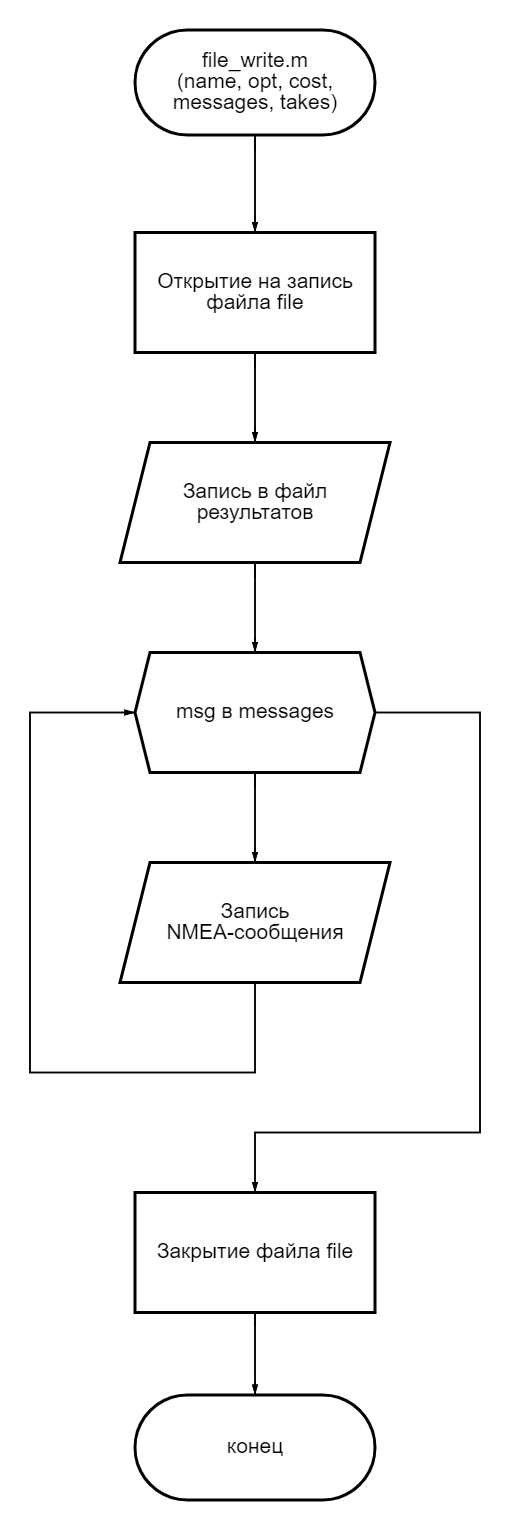 file_write.m
(name, opt, cost,
messages, takes)
Открытие на запись
файла file
Запись в файл
результатов
msg в messages
Запись
NMEA-сообщения
Закрытие файла file
конец